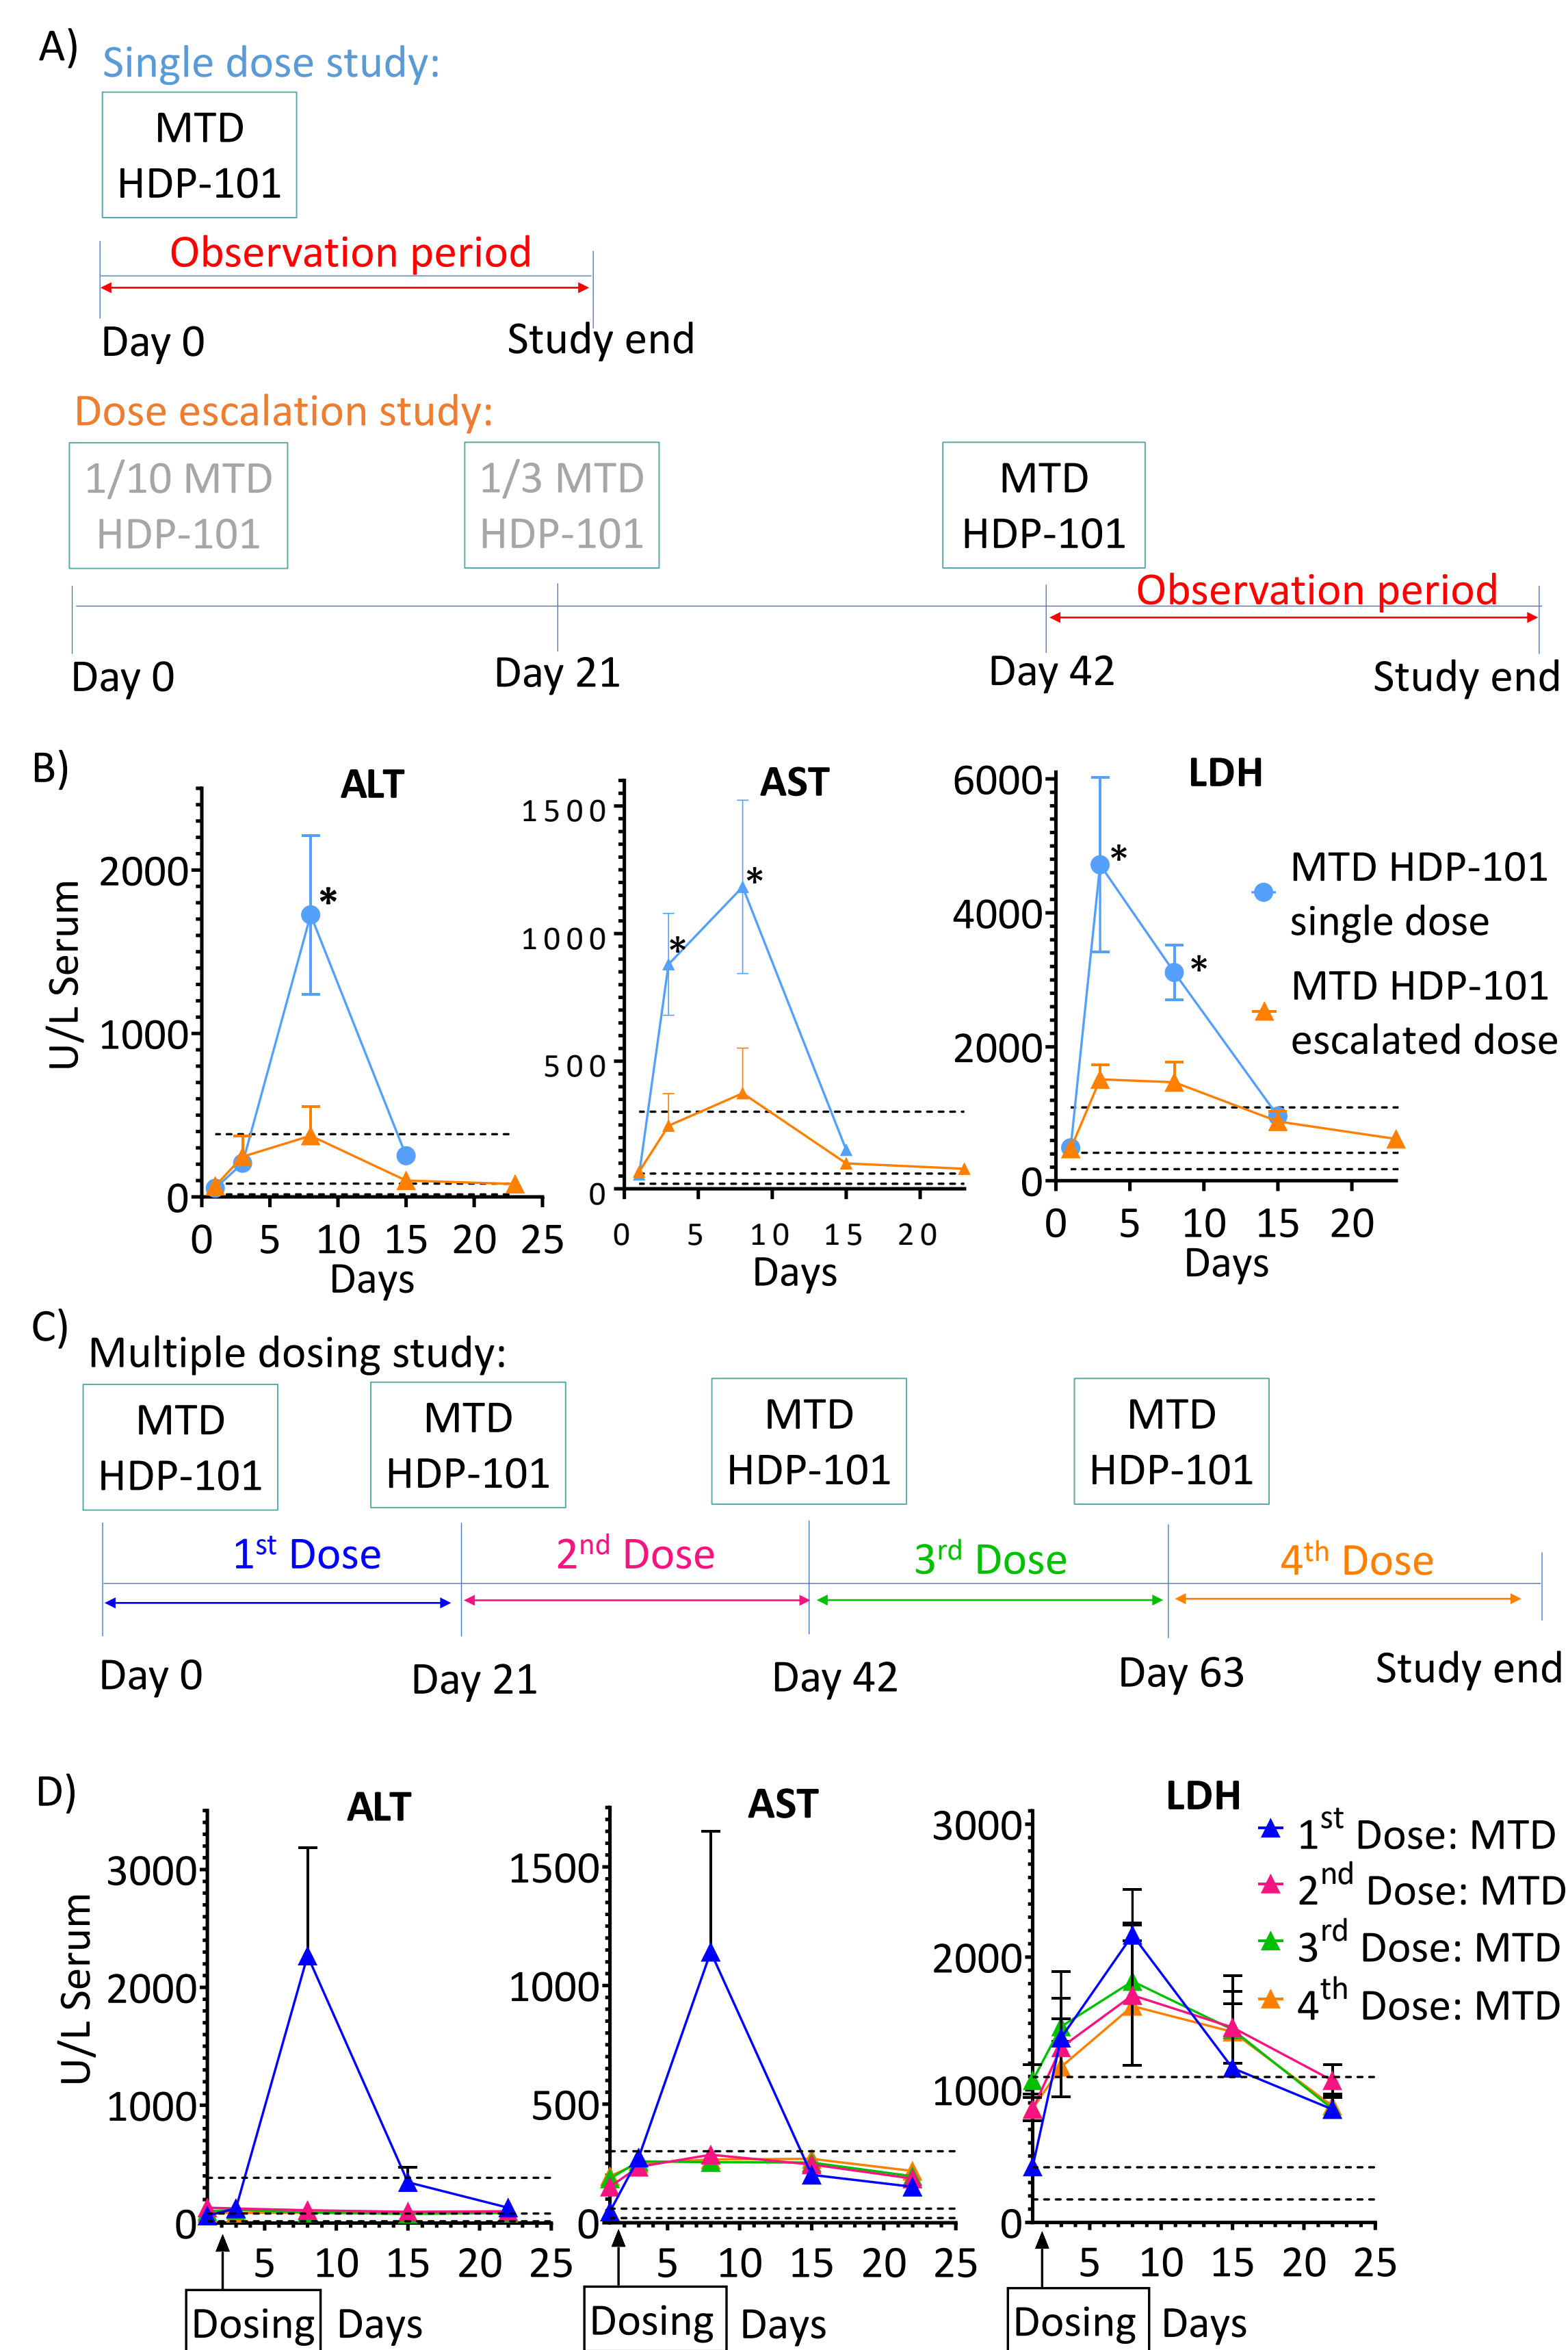 A)
Single dose study:
MTD
HDP-101
Observation period
Day 0
Study end
Dose escalation study:
1/10 MTD
HDP-101
1/3 MTD
HDP-101
MTD
HDP-101
Observation period
Day 0
Day 21
Day 42
Study end
B)
ALT
U/L Serum
2000
1000
0
*
0 5 10 15 20 25
Days
AST
1500
1000
500
0
*
*
0 5 10 15 20
Days
LDH
6000
4000
2000
0
*
*
0 5 10 15 20
Days
MTD HDP-101
single dose
MTD HDP-101
escalated dose
C)
Multiple dosing study:
MTD
HDP-101
MTD
HDP-101
MTD
HDP-101
MTD
HDP-101
1st Dose
2nd Dose
3rd Dose
4th Dose
Day 0
Day 21
Day 42
Day 63
Study end
D)
ALT
U/L Serum
3000
2000
1000
0
5 10 15 20 25
Dosing
Days
AST
1500
1000
500
0
5 10 15 20 25
Dosing
Days
LDH
3000
2000
1000
0
5 10 15 20 25
Dosing
Days
1st Dose: MTD
2nd Dose: MTD
3rd Dose: MTD
4th Dose: MTD